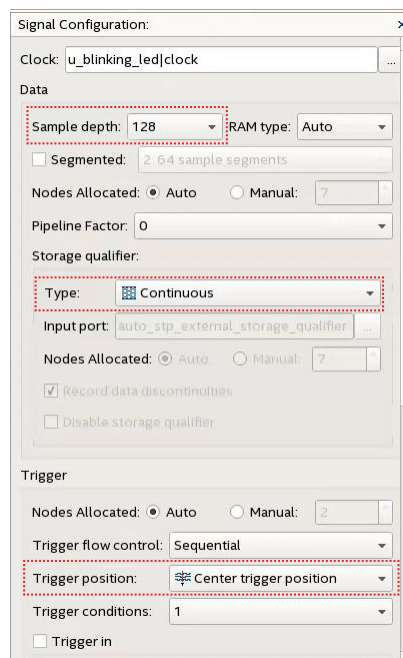 Signal Configuration:
Clock: u_blinking_led|clock ...
Data
Sample depth: 128 RAM type: Auto
Segmented: 2 64 sample segments
Nodes Allocated: Auto Manual: 7
Pipeline Factor: 0
Storage qualifier:
Type: Continuous
Input port: auto_stp_external_storage_qualifier ...
Nodes Allocated: Auto Manual: 7
Record data discontinuities
Disable storage qualifier
Trigger
Nodes Allocated: Auto Manual: 2
Trigger flow control: Sequential
Trigger position: Center trigger position
Trigger conditions: 1
Trigger in